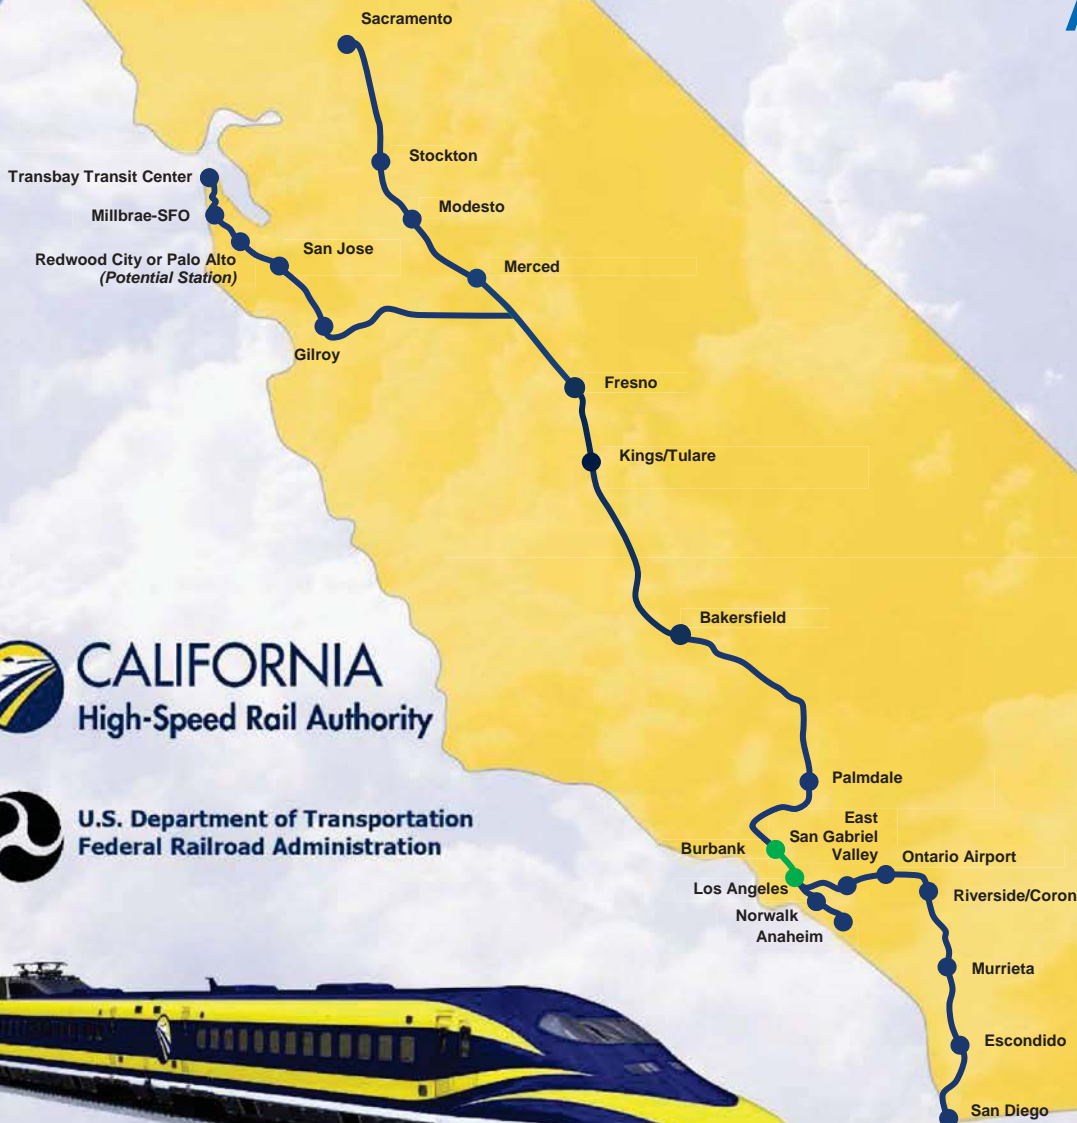 Sacramento
Stockton
Transbay Transit Center
Modesto
Millbrae-SFO
San Jose
Redwood City or Palo Alto
(Potential Station)
Merced
Gilroy
Fresno
Kings/Tulare
Bakersfield
CALIFORNIA
High-Speed Rail Authority
Palmdale
U.S. Department of Transportation
Federal Railroad Administration
East
San Gabriel
Valley
Burbank
Ontario Airport
Los Angeles
Riverside/Coron
Norwalk
Anaheim
Murrieta
Escondido
San Diego